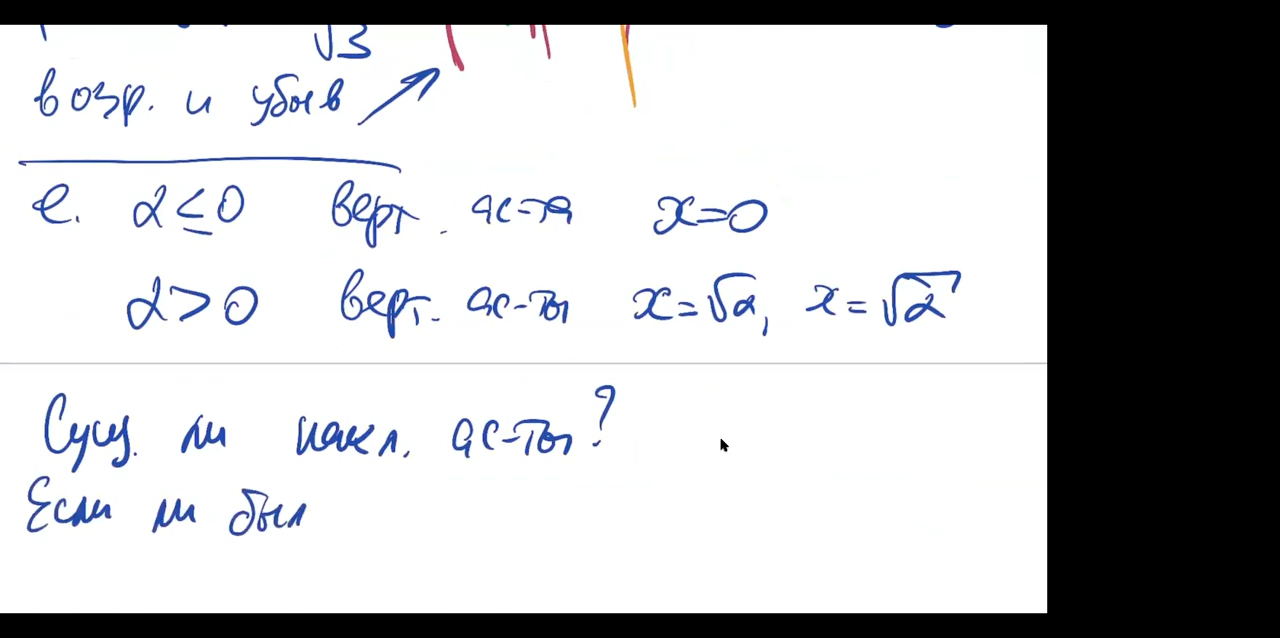 √3
возр. и убыв
e. α ≤ 0 верт. ас-та x=0
α > 0 верт. ас-ты x=√α, x=√α
Сущ. ли накл. ас-ты?
Если ли был